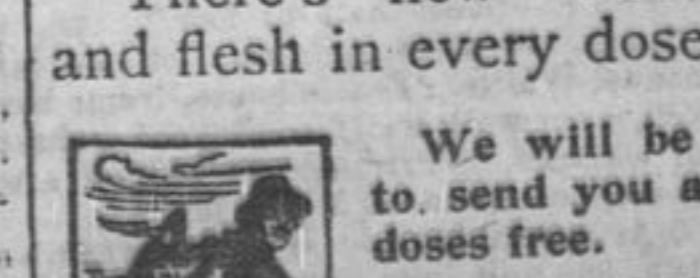 and flesh in every dose
We will be
to send you a
doses free.